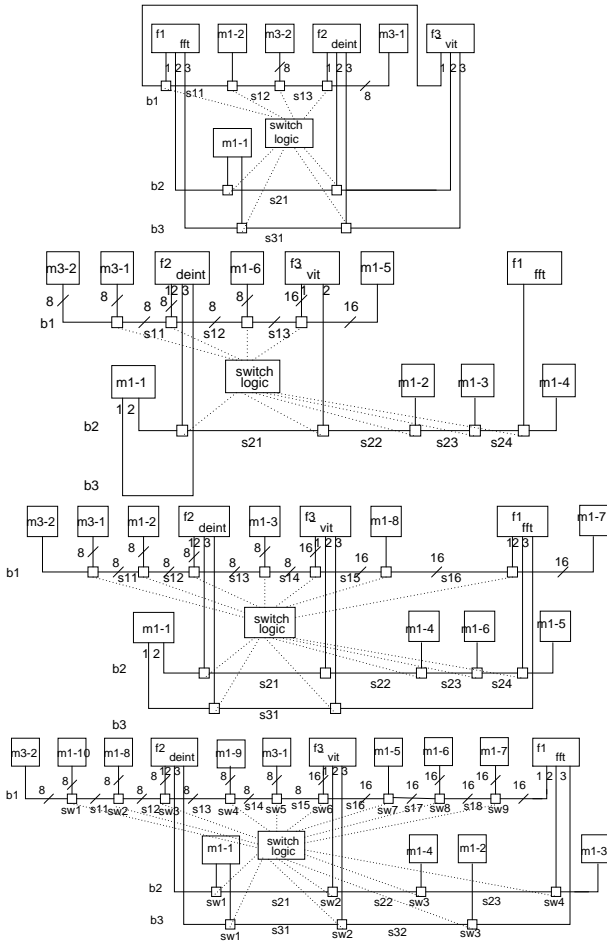 f1 fft m1-2 m3-2 f2 deint m3-1 f3 vit
1 2 3 8 1 2 3 1 2 3
b1 s11 s12 s13 8
switch logic
m1-1
b2 s21
b3 s31
m3-2 m3-1 f2 deint m1-6 f3 vit m1-5 f1 fft
8 8 8 1 2 3 8 16 1 2
b1 8 s11 8 s12 s13 16
switch logic
m1-1 m1-2 m1-3 m1-4
1 2
b2 s21 s22 s23 s24
b3
m3-2 m3-1 m1-2 f2 deint m1-3 f3 vit m1-8 f1 fft m1-7
8 8 8 1 2 3 8 16 1 2 3 1 2 3
b1 8 s11 8 s12 8 s13 8 s14 16 s15 16 s16 16
switch logic
m1-1 m1-4 m1-6 m1-5
1 2
b2 s21 s22 s23 s24
s31
b3
m3-2 m1-10 m1-8 f2 deint m1-9 m3-1 f3 vit m1-5 m1-6 m1-7 f1 fft
8 8 8 1 2 3 8 8 16 1 2 3 16 16 16 1 2 3
b1 8 sw1 8 s11 sw2 8 s12 sw3 8 s13 sw4 8 s14 sw5 8 s15 sw6 16 s16 sw7 16 s17 sw8 16 s18 sw9 16
switch logic
m1-1 m1-4 m1-2 m1-3
b2 sw1 s21 sw2 s22 sw3 s23 sw4
b3 sw1 s31 sw2 s32 sw3